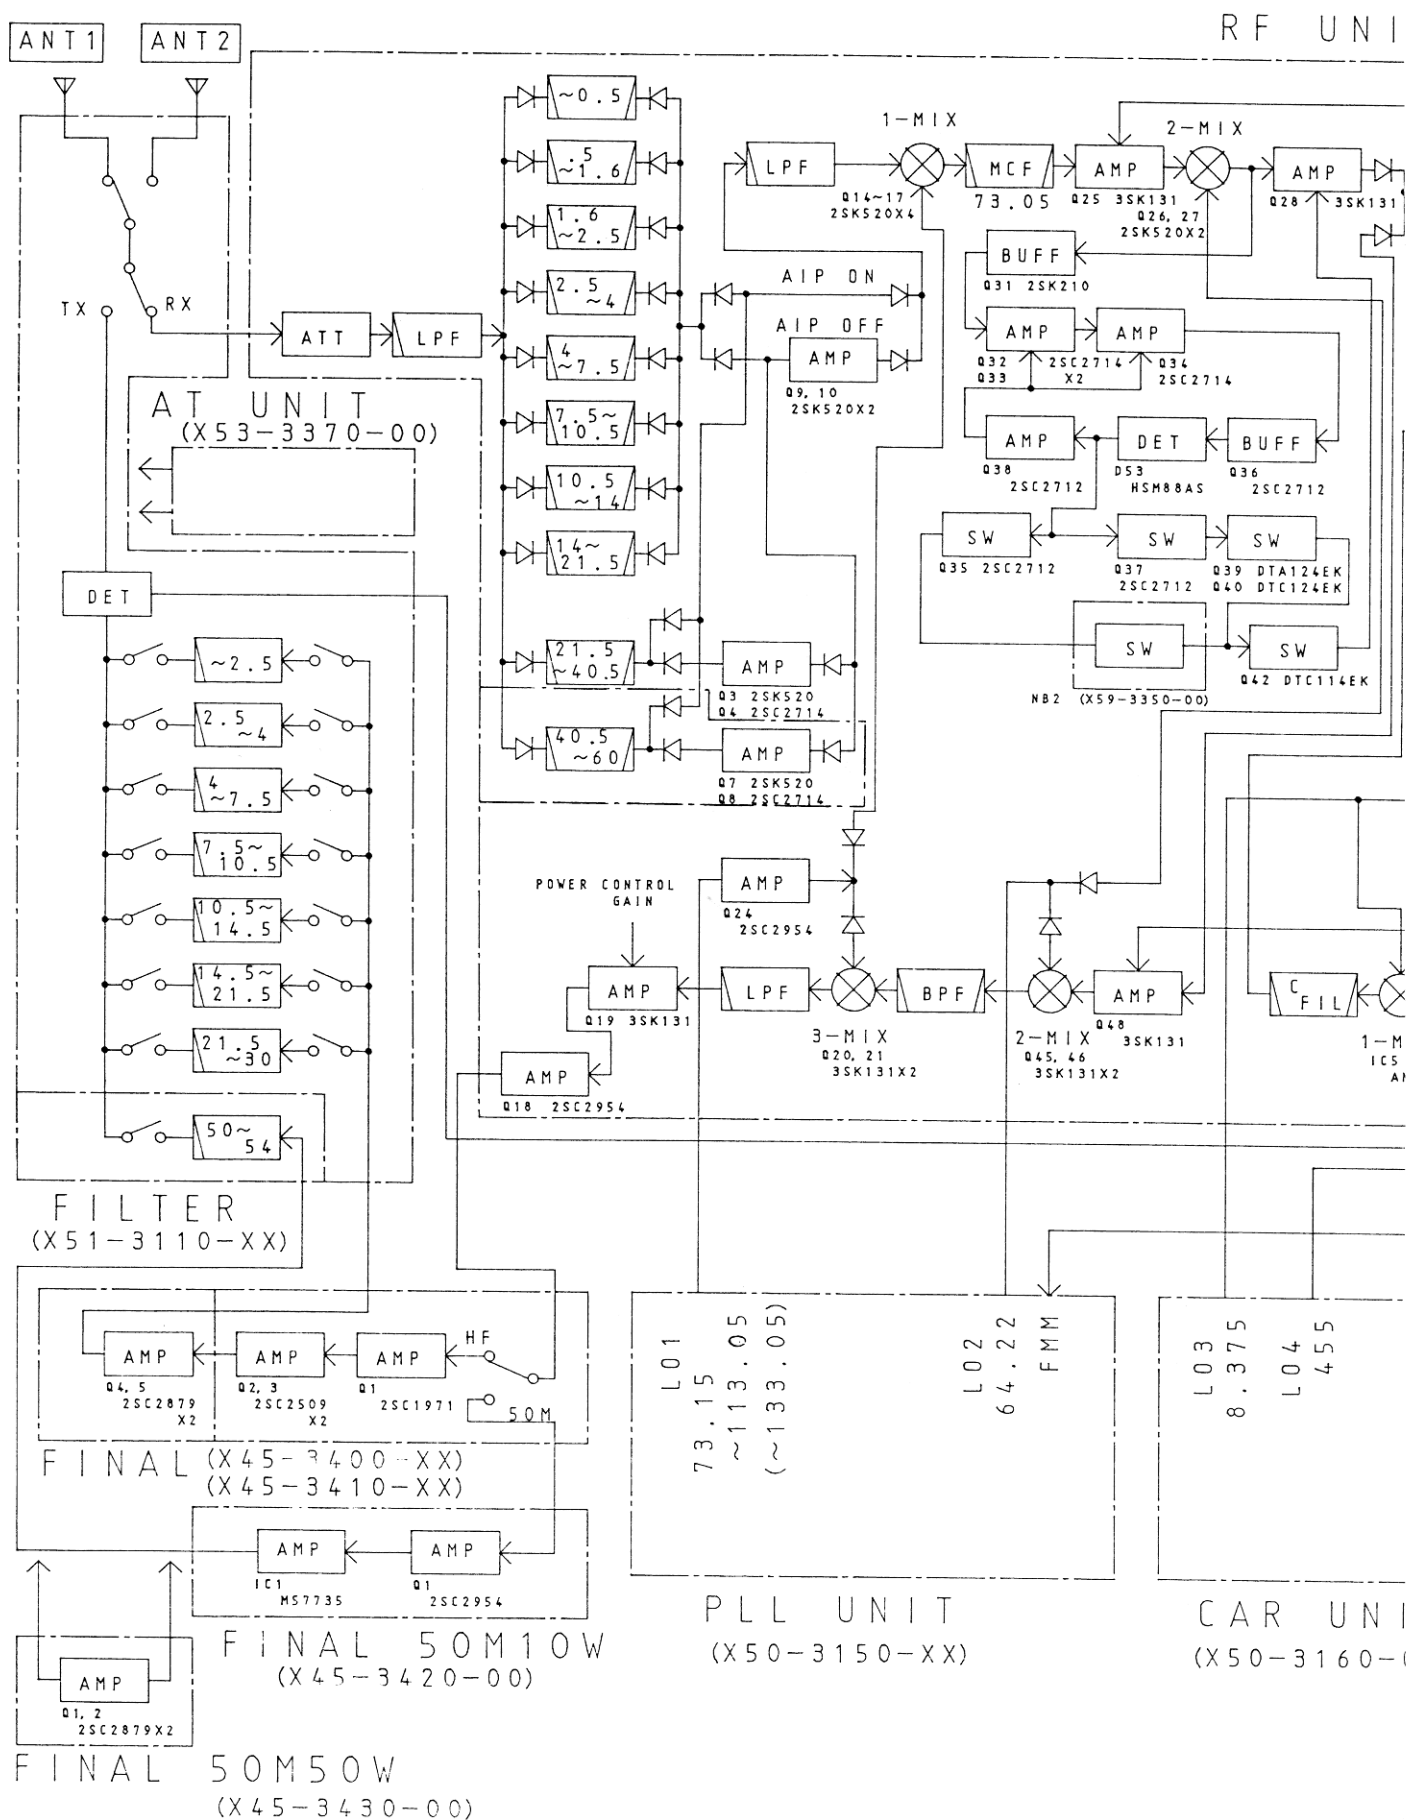 RF UNI
ANT1
ANT2
TX
RX
ATT
LPF
~0.5
.5
~1.6
1.6
~2.5
2.5
~4
4
~7.5
7.5~
10.5
10.5
~14
14~
21.5
21.5
~40.5
40.5
~60
AMP
Q3 2SK520
Q4 2SC2714
AMP
Q7 2SK520
Q8 2SC2714
AIP ON
AIP OFF
AMP
Q9, 10
2SK520X2
LPF
1-MIX
Q14~17
2SK520X4
MCF
73.05
AMP
Q25 3SK131
2-MIX
Q26, 27
2SK520X2
AMP
Q28 3SK131
BUFF
Q31 2SK210
AMP
Q32 2SC2714
Q33 X2
AMP
Q34
2SC2714
AMP
Q38
2SC2712
DET
D53
HSM88AS
BUFF
Q36
2SC2712
SW
Q35 2SC2712
SW
Q37
2SC2712
SW
Q39 DTA124EK
Q40 DTC124EK
SW
NB2 (X59-3350-00)
SW
Q42 DTC114EK
AT UNIT
(X53-3370-00)
DET
~2.5
2.5
~4
4
~7.5
7.5~
10.5
10.5~
14.5
14.5~
21.5
21.5
~30
50~
54
FILTER
(X51-3110-XX)
POWER CONTROL
GAIN
AMP
Q24
2SC2954
AMP
Q19 3SK131
LPF
3-MIX
Q20, 21
3SK131X2
BPF
2-MIX
Q45, 46
3SK131X2
AMP
Q48
3SK131
C
FIL
1-M
IC5
AMP
Q18 2SC2954
AMP
Q4, 5
2SC2879
X2
AMP
Q2, 3
2SC2509
X2
AMP
Q1
2SC1971
HF
50M
FINAL (X45-3400-XX)
(X45-3410-XX)
AMP
IC1
M57735
AMP
Q1
2SC2954
FINAL 50M10W
(X45-3420-00)
AMP
Q1, 2
2SC2879X2
FINAL 50M50W
(X45-3430-00)
LO1
73.15
~113.05
(~133.05)
LO2
64.22
FMM
PLL UNIT
(X50-3150-XX)
LO3
8.375
LO4
455
CAR UNI
(X50-3160-